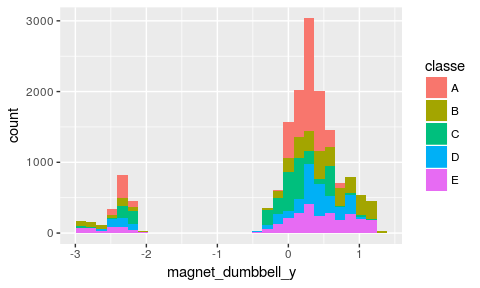 3000
2000
1000
0
count
-3 -2 -1 0 1
magnet_dumbbell_y
classe
A
B
C
D
E